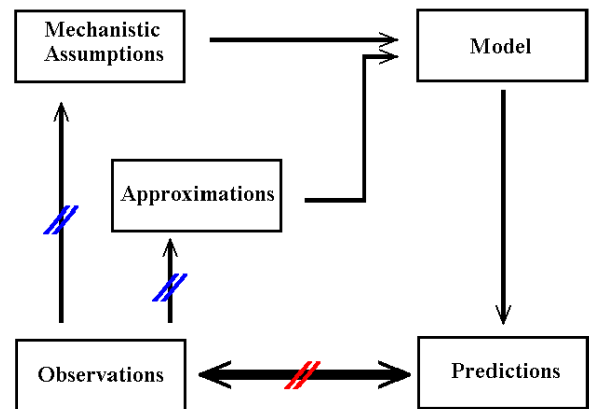 Mechanistic
Assumptions
Model
Approximations
Observations
Predictions